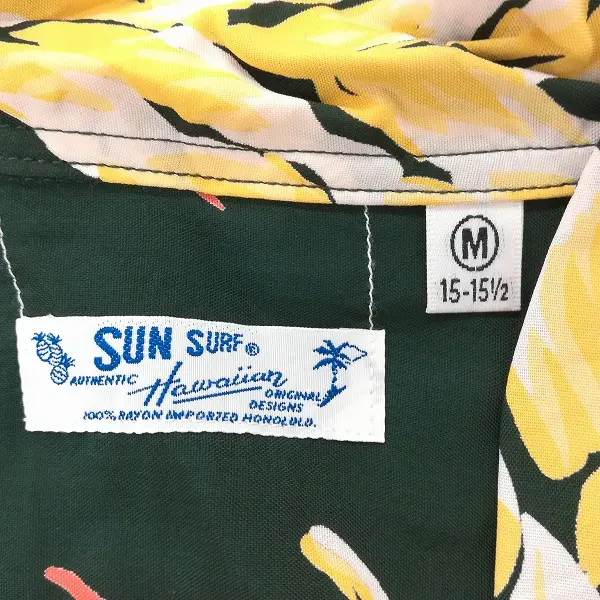 SUN SURF®
AUTHENTIC Hawaiian ORIGINAL DESIGNS
100% RAYON IMPORTED HONOLULU.
M
15-15½